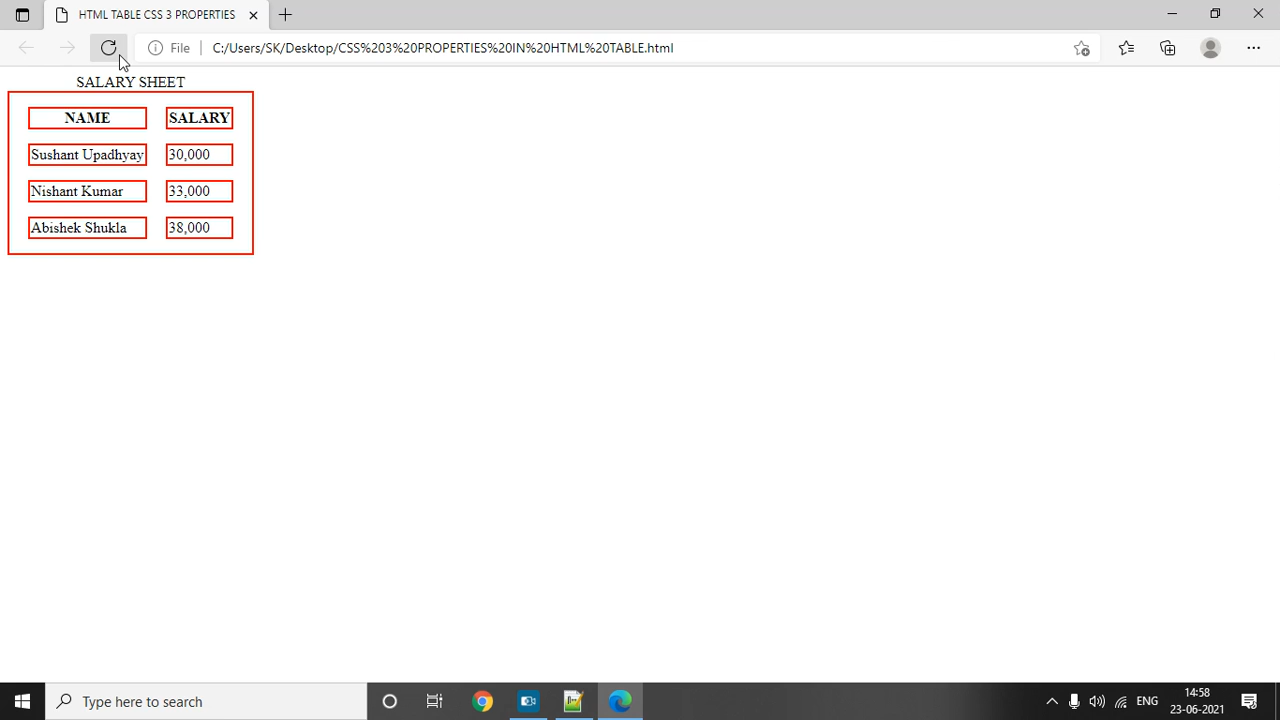 HTML TABLE CSS 3 PROPERTIES
File C:/Users/SK/Desktop/CSS%203%20PROPERTIES%20IN%20HTML%20TABLE.html
SALARY SHEET
NAME SALARY
Sushant Upadhyay 30,000
Nishant Kumar 33,000
Abishek Shukla 38,000
Type here to search
ENG
14:58
23-06-2021